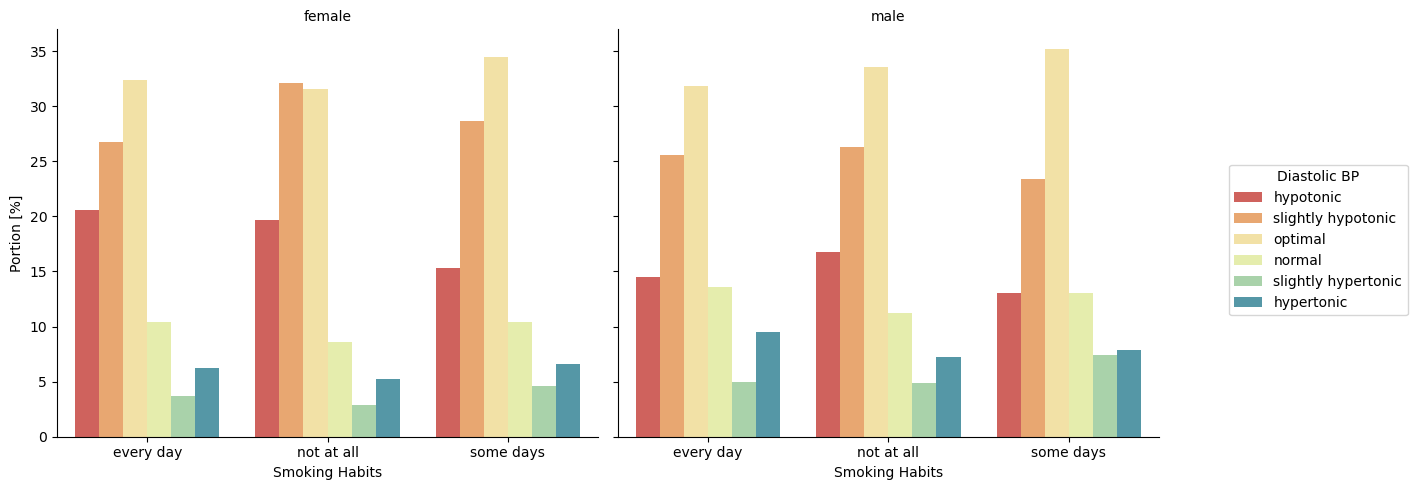 female
male
Portion [%]
35
30
25
20
15
10
5
0
every day
not at all
some days
Smoking Habits
every day
not at all
some days
Smoking Habits
Diastolic BP
hypotonic
slightly hypotonic
optimal
normal
slightly hypertonic
hypertonic